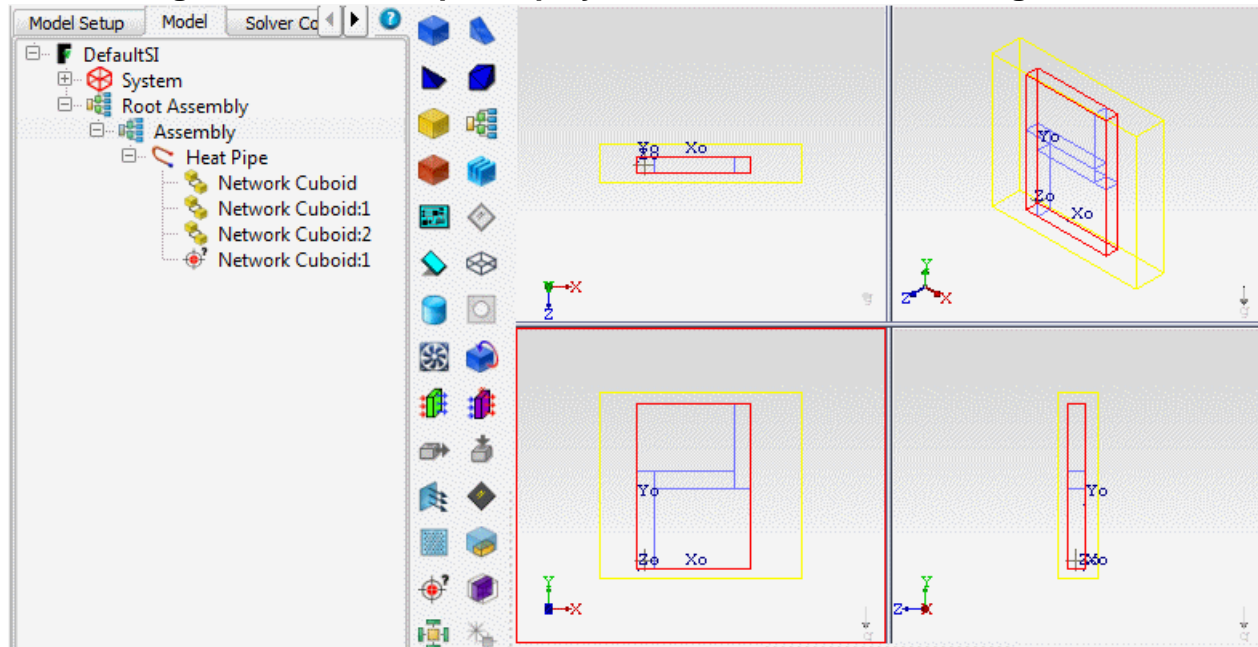 Model Setup Model Solver Co
DefaultSI
System
Root Assembly
Assembly
Heat Pipe
Network Cuboid
Network Cuboid:1
Network Cuboid:2
Network Cuboid:1
Yo Xo
X
Z
Yo
Zo
Xo
Y
Z X
g
Yo
Zo Xo
Y
X
g
Yo
Xo
Y
Z X
g